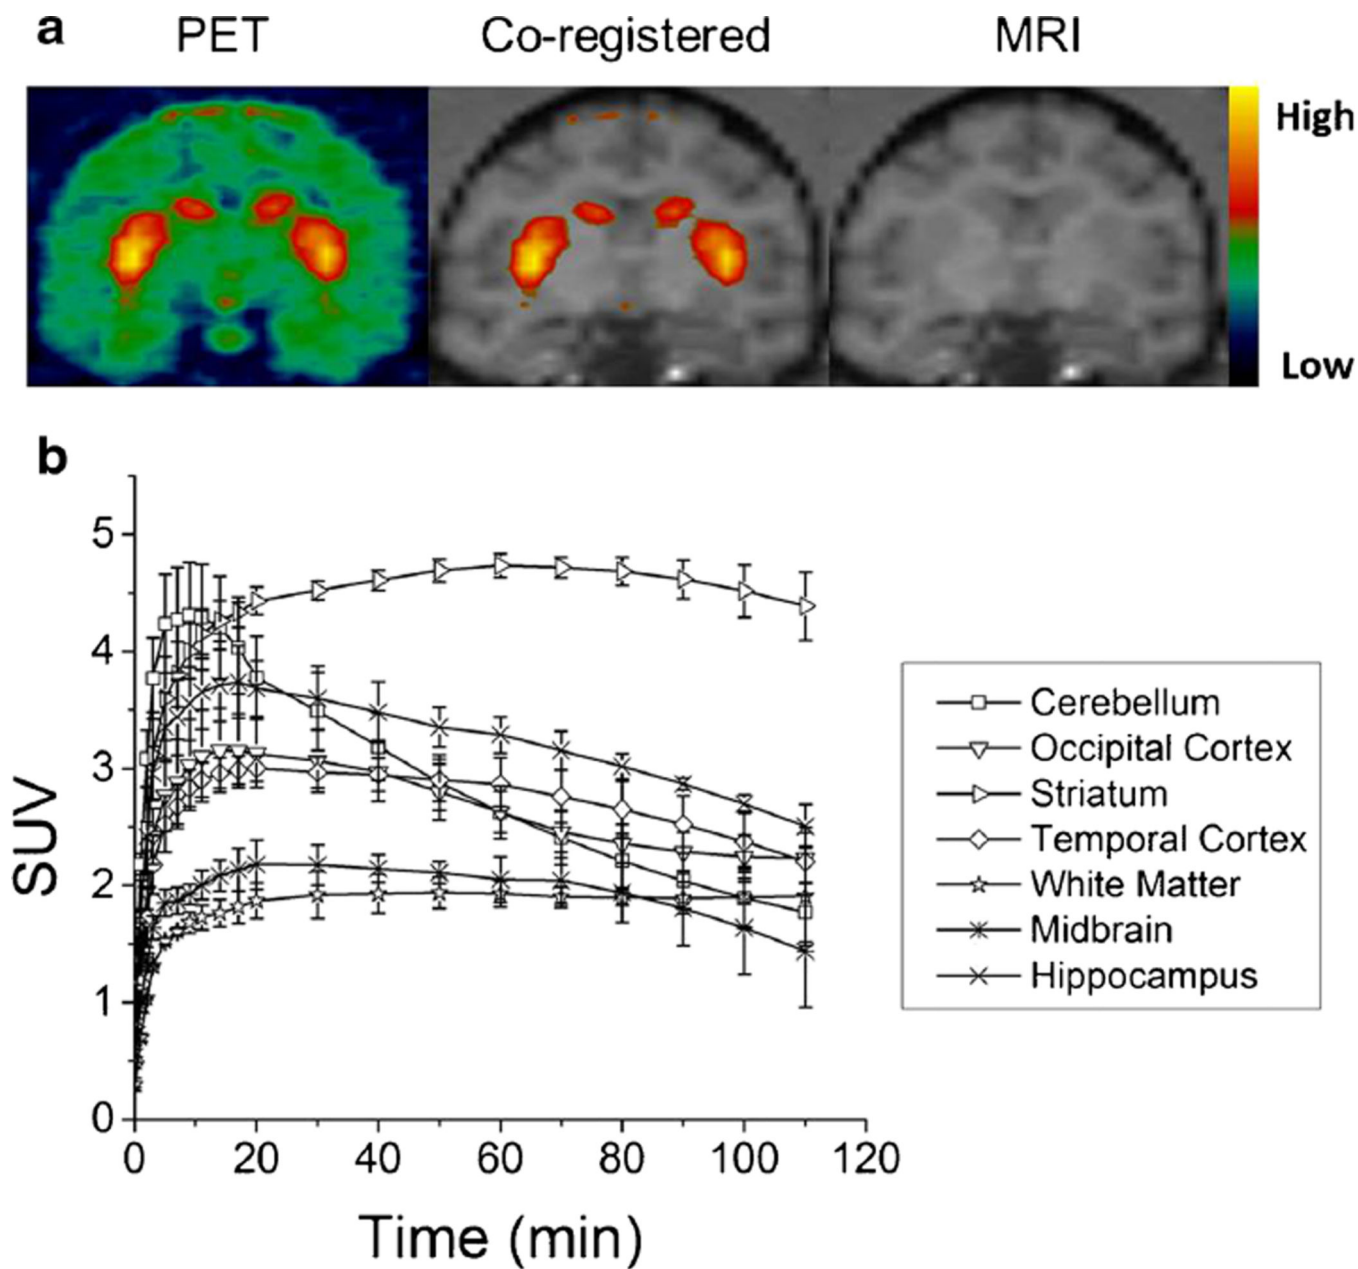 a PET Co-registered MRI
High
Low
b
5
4
3
2
1
0
SUV
0 20 40 60 80 100 120
Time (min)
Cerebellum
Occipital Cortex
Striatum
Temporal Cortex
White Matter
Midbrain
Hippocampus